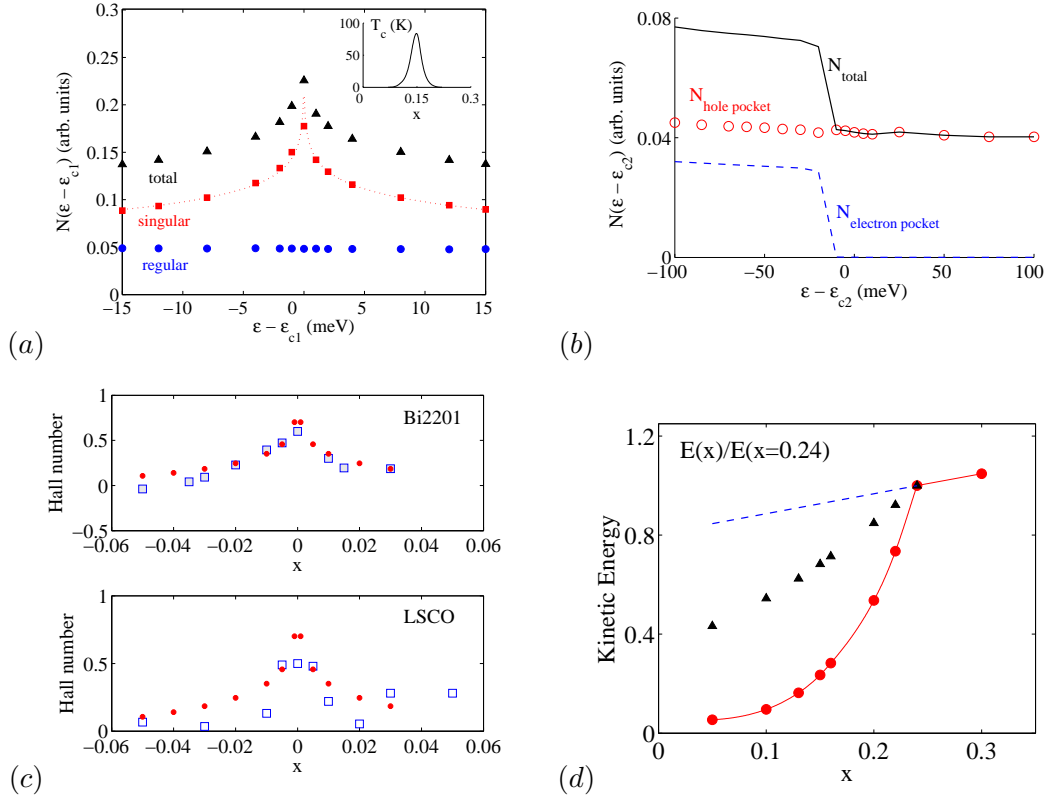 0.3
0.25
0.2
0.15
0.1
0.05
0
N(ε − ε_c1) (arb. units)
total
singular
regular
−15 −10 −5 0 5 10 15
ε − ε_c1 (meV)
100
50
0
T_c (K)
0 0.15 0.3
x
(a)
0.08
0.04
0
N(ε − ε_c2) (arb. units)
N_total
N_hole pocket
N_electron pocket
−100 −50 0 50 100
ε − ε_c2 (meV)
(b)
1
0.5
0
−0.5
Hall number
Bi2201
−0.06 −0.04 −0.02 0 0.02 0.04 0.06
x
1
0.5
0
Hall number
LSCO
−0.06 −0.04 −0.02 0 0.02 0.04 0.06
x
(c)
1.2
0.8
0.4
0
Kinetic Energy
E(x)/E(x=0.24)
0 0.1 0.2 0.3
x
(d)